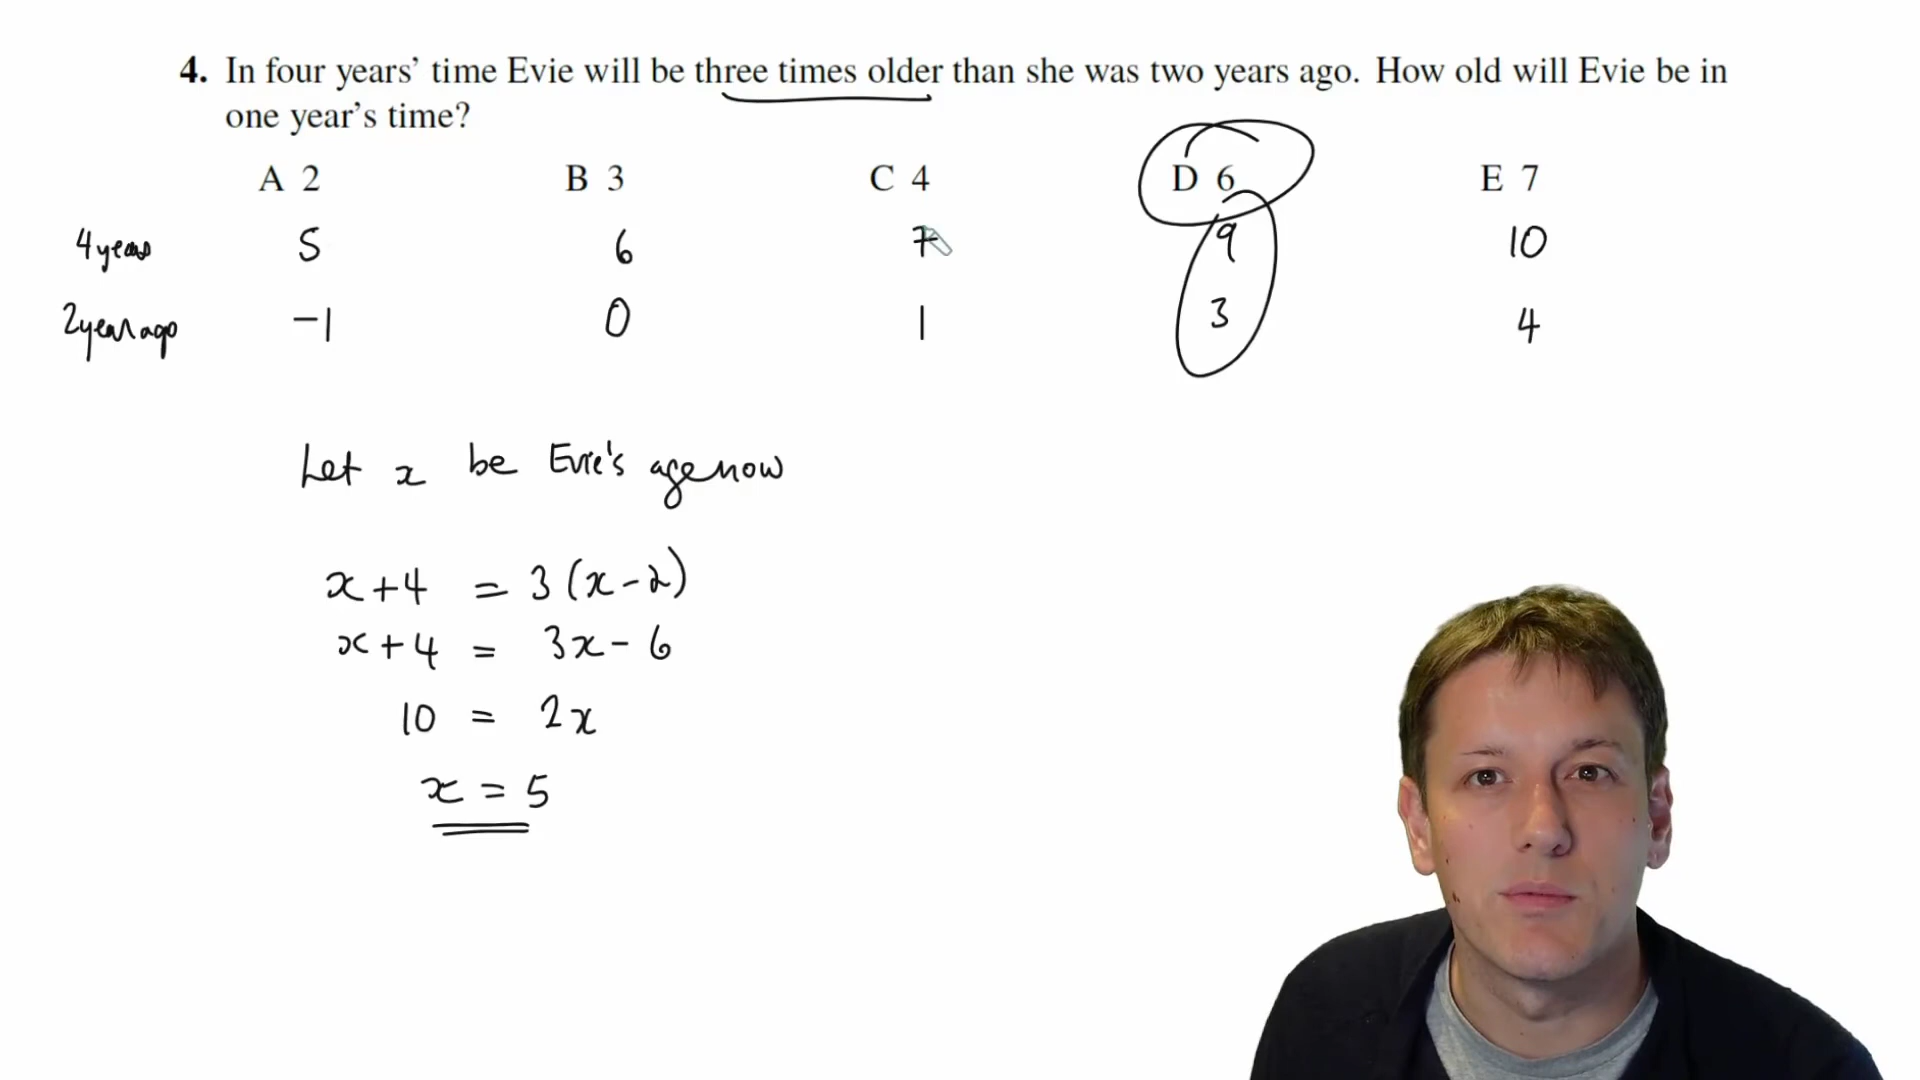 4. In four years’ time Evie will be three times older than she was two years ago. How old will Evie be in
one year’s time?
A 2 B 3 C 4 D 6 E 7
4 years 5 6 7 9 10
2 year ago -1 0 1 3 4
Let x be Evie's age now
x+4 = 3(x-2)
x+4 = 3x-6
10 = 2x
x = 5